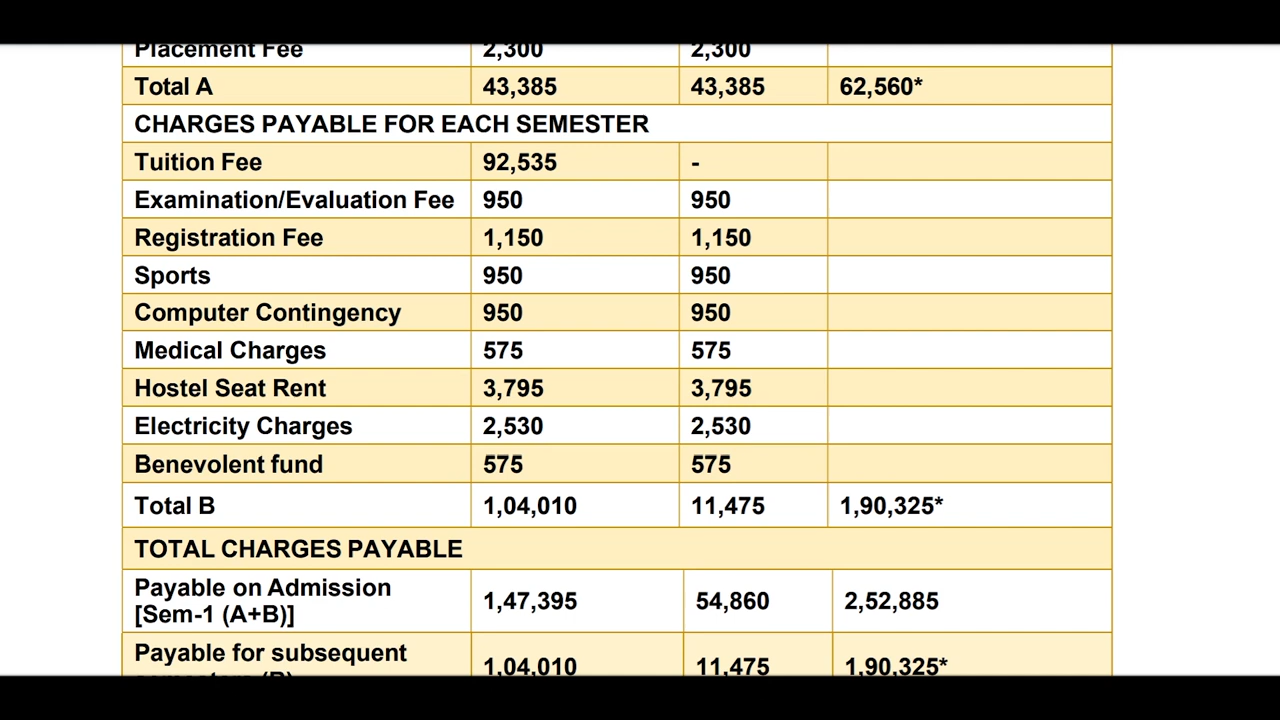 Placement Fee 2,300 2,300
Total A 43,385 43,385 62,560*
CHARGES PAYABLE FOR EACH SEMESTER
Tuition Fee 92,535 -
Examination/Evaluation Fee 950 950
Registration Fee 1,150 1,150
Sports 950 950
Computer Contingency 950 950
Medical Charges 575 575
Hostel Seat Rent 3,795 3,795
Electricity Charges 2,530 2,530
Benevolent fund 575 575
Total B 1,04,010 11,475 1,90,325*
TOTAL CHARGES PAYABLE
Payable on Admission
[Sem-1 (A+B)] 1,47,395 54,860 2,52,885
Payable for subsequent
1,04,010 11,475 1,90,325*